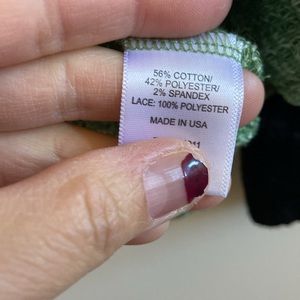 56% COTTON/
42% POLYESTER/
2% SPANDEX
LACE: 100% POLYESTER
MADE IN USA